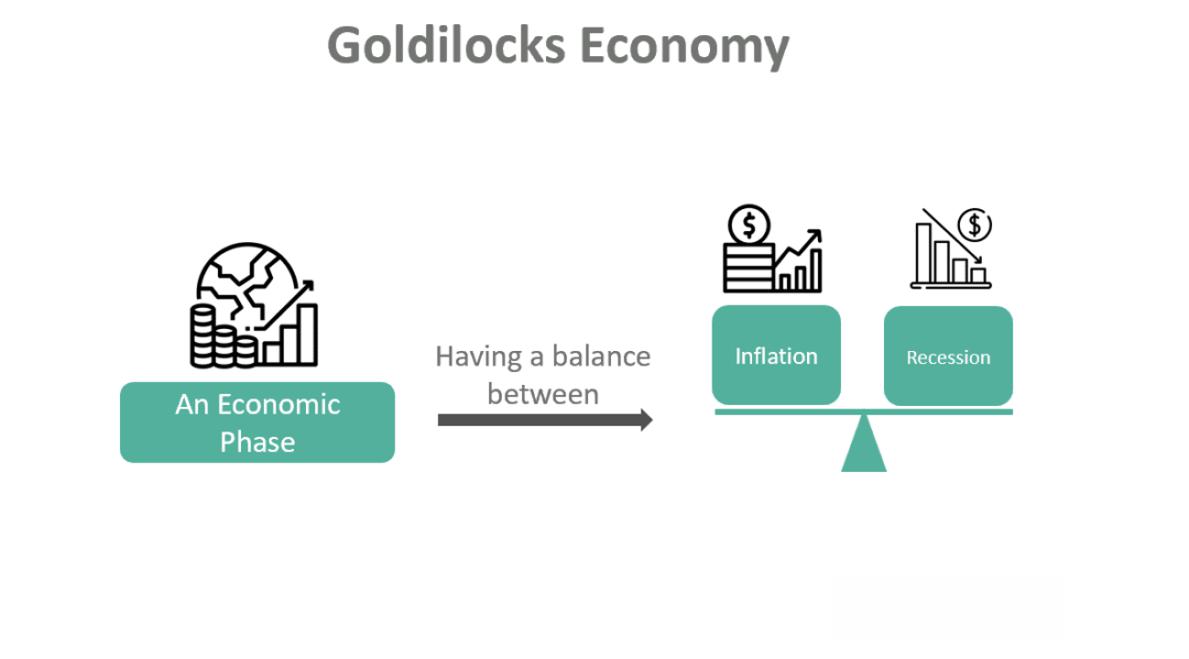 Goldilocks Economy
An Economic
Phase
Having a balance
between
$
Inflation
$
Recession